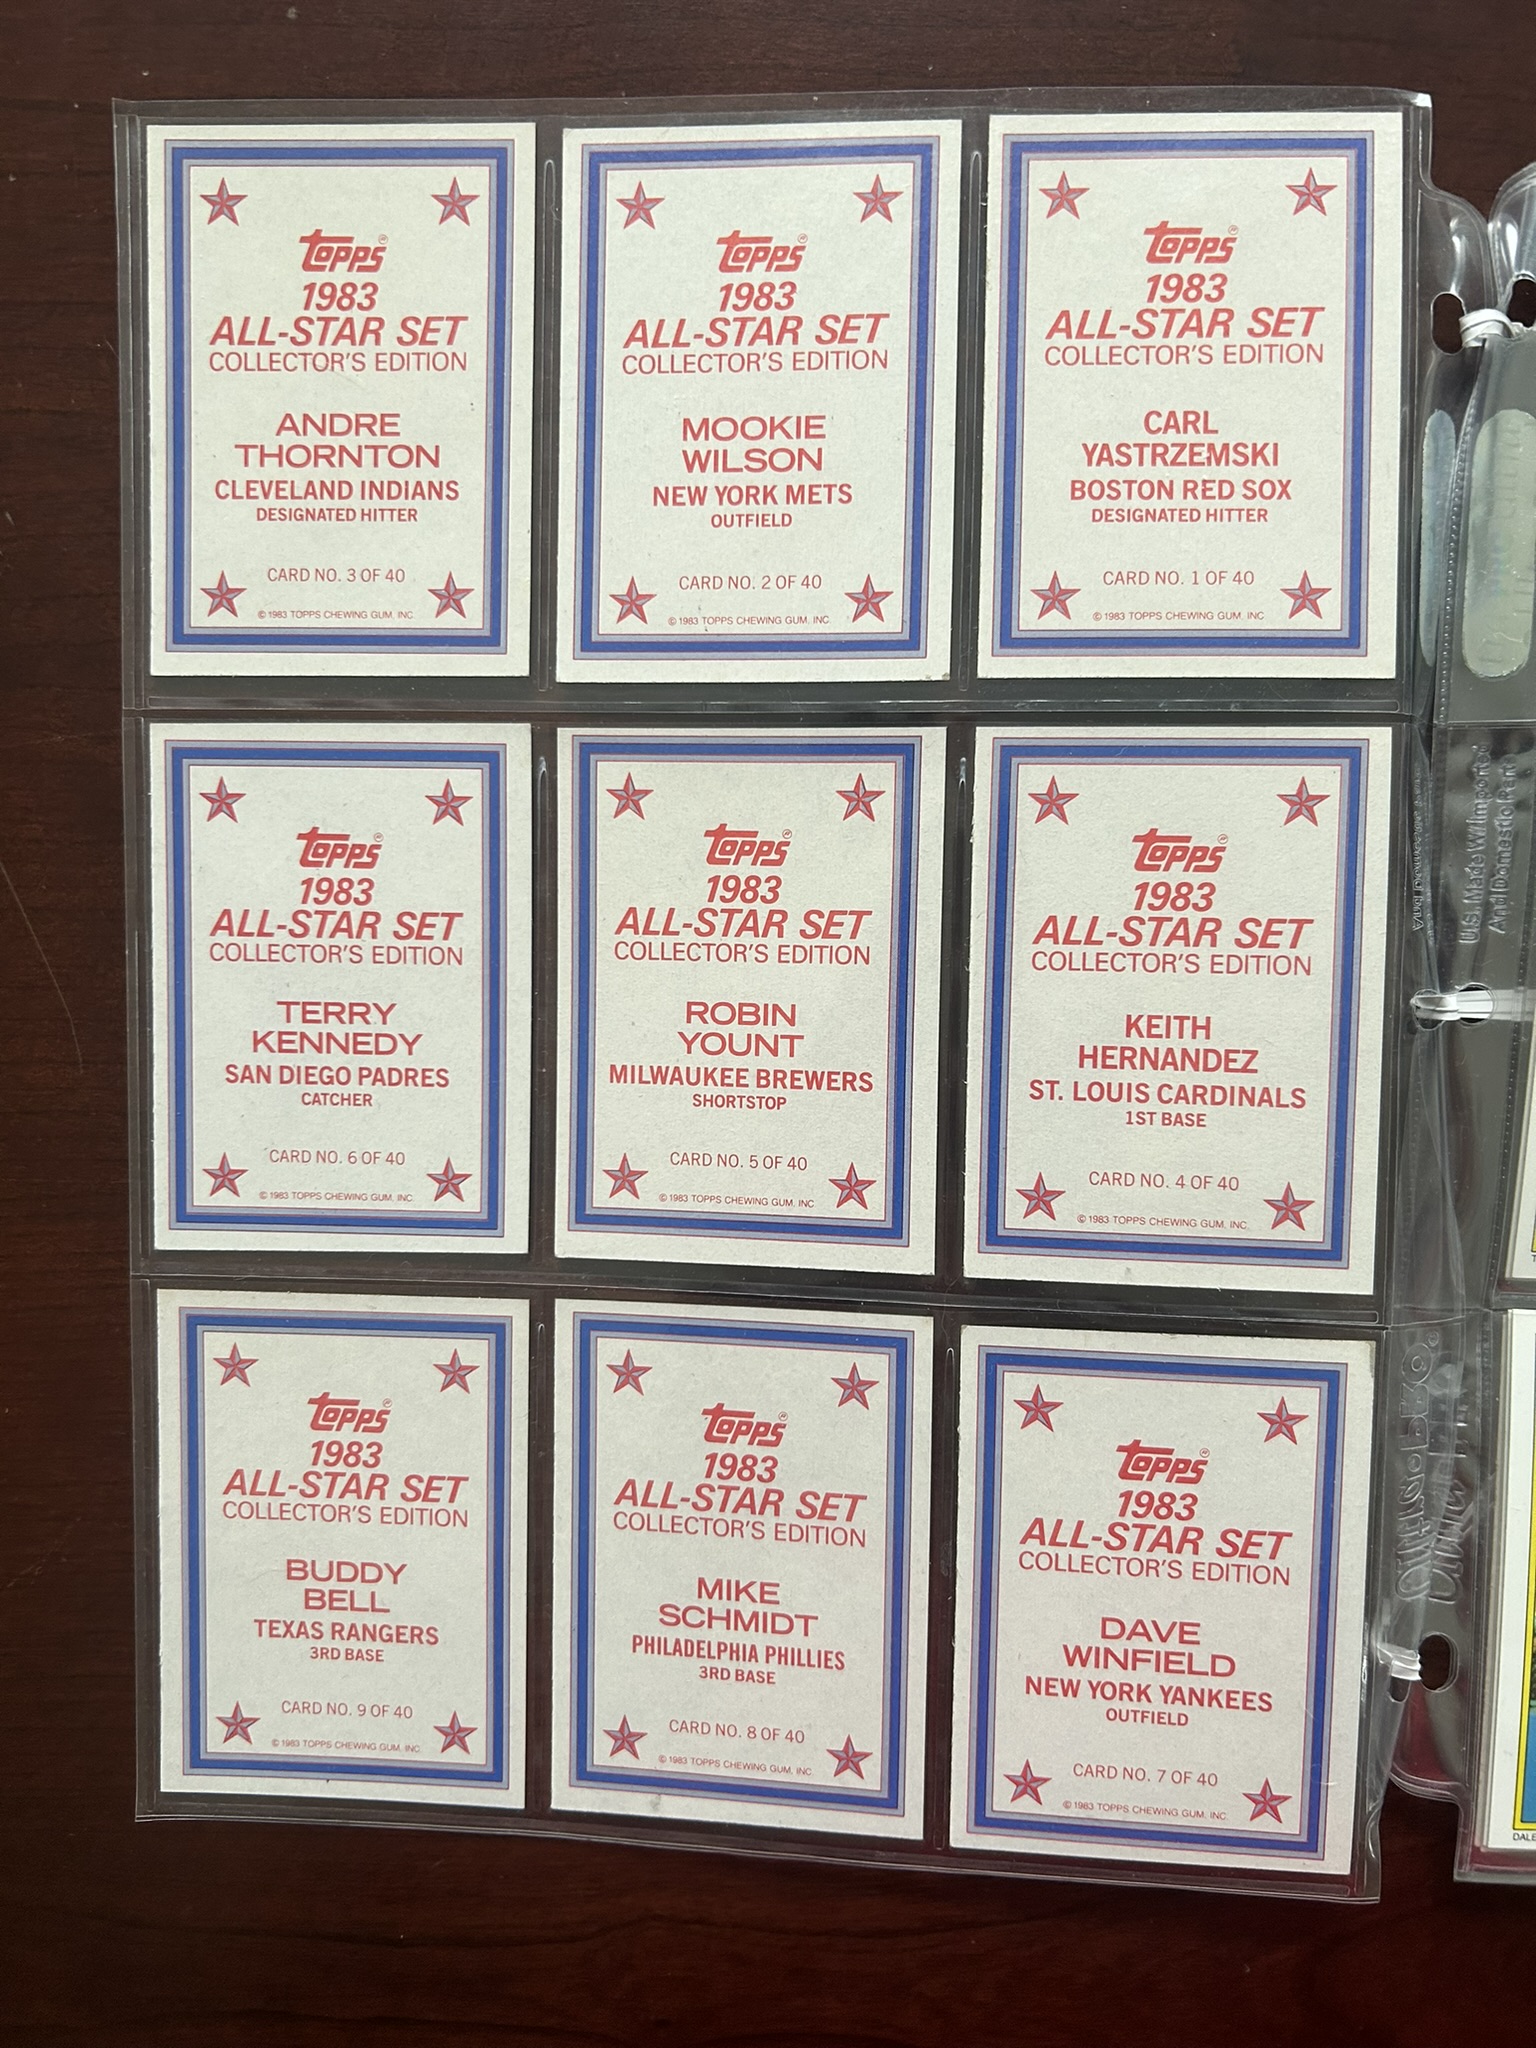 Topps®
1983
ALL-STAR SET
COLLECTOR'S EDITION
ANDRE
THORNTON
CLEVELAND INDIANS
DESIGNATED HITTER
CARD NO. 3 OF 40
© 1983 TOPPS CHEWING GUM, INC.
Topps®
1983
ALL-STAR SET
COLLECTOR'S EDITION
MOOKIE
WILSON
NEW YORK METS
OUTFIELD
CARD NO. 2 OF 40
© 1983 TOPPS CHEWING GUM, INC.
Topps®
1983
ALL-STAR SET
COLLECTOR'S EDITION
CARL
YASTRZEMSKI
BOSTON RED SOX
DESIGNATED HITTER
CARD NO. 1 OF 40
© 1983 TOPPS CHEWING GUM, INC.
Topps®
1983
ALL-STAR SET
COLLECTOR'S EDITION
TERRY
KENNEDY
SAN DIEGO PADRES
CATCHER
CARD NO. 6 OF 40
© 1983 TOPPS CHEWING GUM, INC.
Topps®
1983
ALL-STAR SET
COLLECTOR'S EDITION
ROBIN
YOUNT
MILWAUKEE BREWERS
SHORTSTOP
CARD NO. 5 OF 40
© 1983 TOPPS CHEWING GUM, INC
Topps®
1983
ALL-STAR SET
COLLECTOR'S EDITION
KEITH
HERNANDEZ
ST. LOUIS CARDINALS
1ST BASE
CARD NO. 4 OF 40
© 1983 TOPPS CHEWING GUM, INC.
Topps®
1983
ALL-STAR SET
COLLECTOR'S EDITION
BUDDY
BELL
TEXAS RANGERS
3RD BASE
CARD NO. 9 OF 40
© 1983 TOPPS CHEWING GUM, INC.
Topps®
1983
ALL-STAR SET
COLLECTOR'S EDITION
MIKE
SCHMIDT
PHILADELPHIA PHILLIES
3RD BASE
CARD NO. 8 OF 40
© 1983 TOPPS CHEWING GUM, INC.
Topps®
1983
ALL-STAR SET
COLLECTOR'S EDITION
DAVE
WINFIELD
NEW YORK YANKEES
OUTFIELD
CARD NO. 7 OF 40
© 1983 TOPPS CHEWING GUM, INC.
DALE